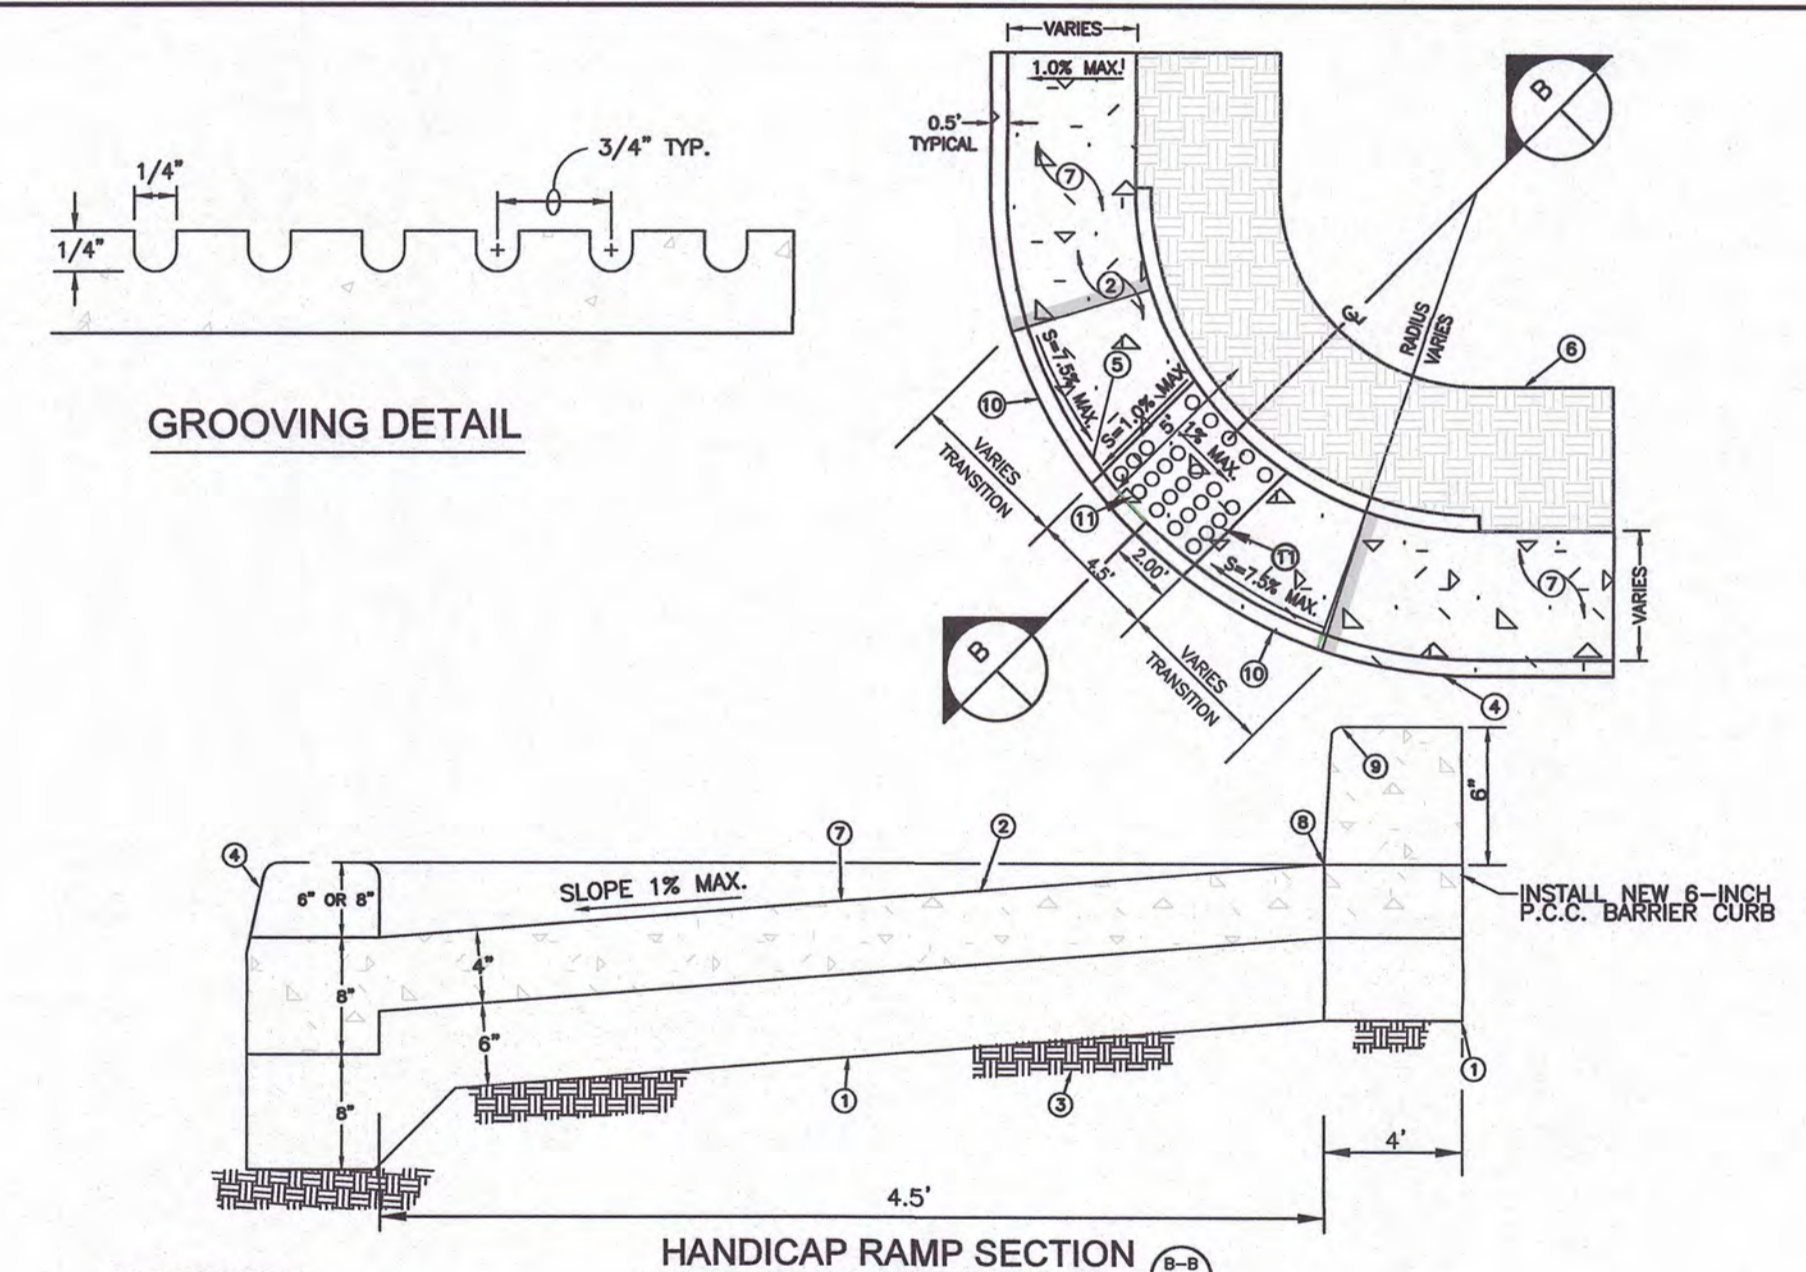 VARIES
1.0% MAX.
0.5'
TYPICAL
B
3/4" TYP.
1/4"
1/4"
GROOVING DETAIL
7
2
RADIUS
VARIES
6
S=7.5% MAX.
5
S=1.0% MAX.
5'
1%
MAX.
10
VARIES
TRANSITION
11
11
2.00'
4.5'
S=7.5% MAX.
7
VARIES
B
VARIES
TRANSITION
10
4
9
6"
4
7
2
8
6" OR 8"
SLOPE 1% MAX.
INSTALL NEW 6-INCH
P.C.C. BARRIER CURB
4"
8"
6"
8"
1
3
1
4'
4.5'
HANDICAP RAMP SECTION
B-B